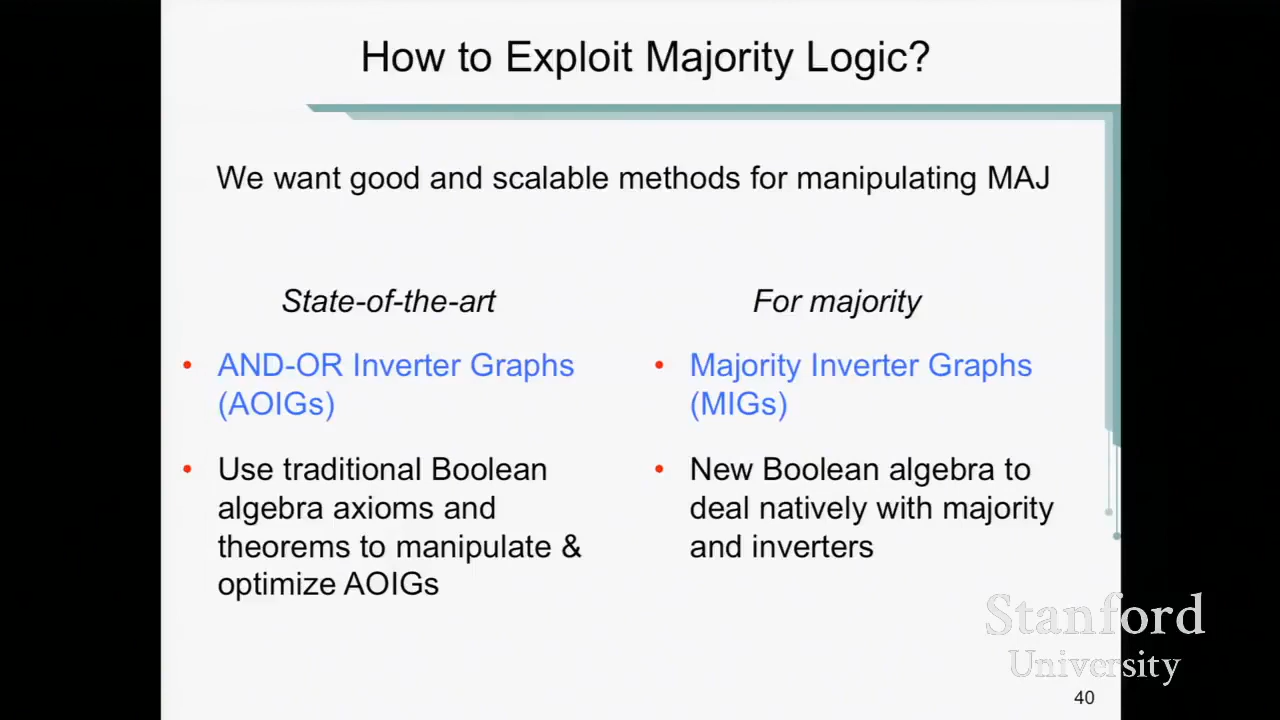 How to Exploit Majority Logic?
We want good and scalable methods for manipulating MAJ
State-of-the-art
• AND-OR Inverter Graphs
(AOIGs)
• Use traditional Boolean
algebra axioms and
theorems to manipulate &
optimize AOIGs
For majority
• Majority Inverter Graphs
(MIGs)
• New Boolean algebra to
deal natively with majority
and inverters
Stanford
University
40